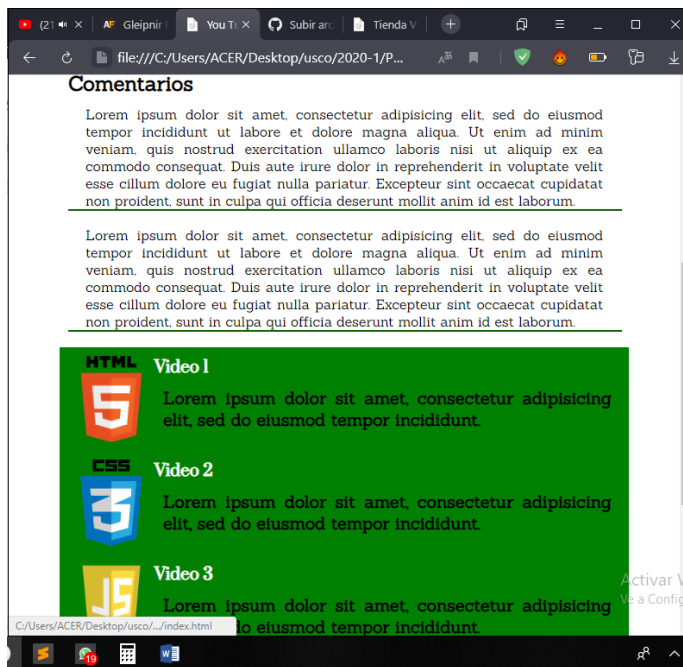 (21
Gleipnir
You Tu
Subir arc
Tienda V
file:///C:/Users/ACER/Desktop/usco/2020-1/P...
Comentarios
Lorem ipsum dolor sit amet, consectetur adipisicing elit, sed do eiusmod
tempor incididunt ut labore et dolore magna aliqua. Ut enim ad minim
veniam, quis nostrud exercitation ullamco laboris nisi ut aliquip ex ea
commodo consequat. Duis aute irure dolor in reprehenderit in voluptate velit
esse cillum dolore eu fugiat nulla pariatur. Excepteur sint occaecat cupidatat
non proident, sunt in culpa qui officia deserunt mollit anim id est laborum.
Lorem ipsum dolor sit amet, consectetur adipisicing elit, sed do eiusmod
tempor incididunt ut labore et dolore magna aliqua. Ut enim ad minim
veniam, quis nostrud exercitation ullamco laboris nisi ut aliquip ex ea
commodo consequat. Duis aute irure dolor in reprehenderit in voluptate velit
esse cillum dolore eu fugiat nulla pariatur. Excepteur sint occaecat cupidatat
non proident, sunt in culpa qui officia deserunt mollit anim id est laborum.
HTML
5
Video 1
Lorem ipsum dolor sit amet, consectetur adipisicing
elit, sed do eiusmod tempor incididunt.
CSS
3
Video 2
Lorem ipsum dolor sit amet, consectetur adipisicing
elit, sed do eiusmod tempor incididunt.
JS
Video 3
Lorem ipsum dolor sit amet, consectetur adipisicing
do eiusmod tempor incididunt.
Activar
Ve a Config
C:/Users/ACER/Desktop/usco/.../index.html
19